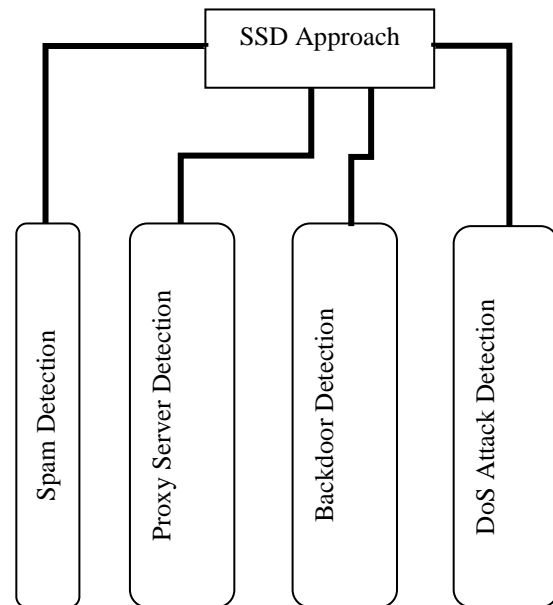 SSD Approach
Spam Detection
Proxy Server Detection
Backdoor Detection
DoS Attack Detection